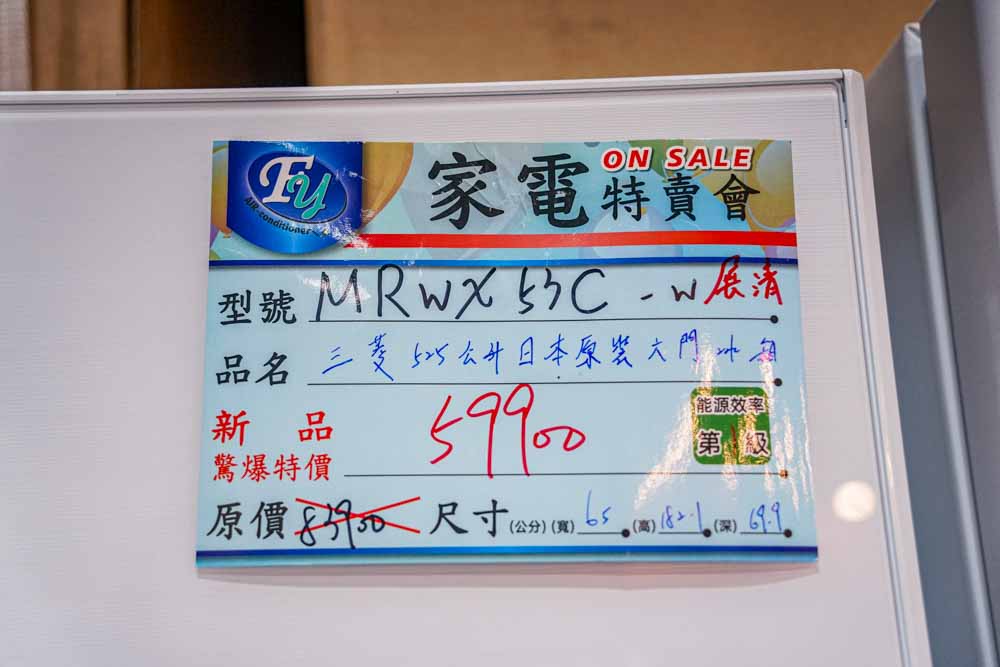 FY
AIR-conditioner
ON SALE
家電特賣會
型號 MRWX53C-W 展清
品名 三菱525公升日本原裝六門冰箱
新品 59900
驚爆特價
能源效率
第1級
原價 83900 尺寸(公分)(寬) 65 (高) 182.1 (深) 69.9